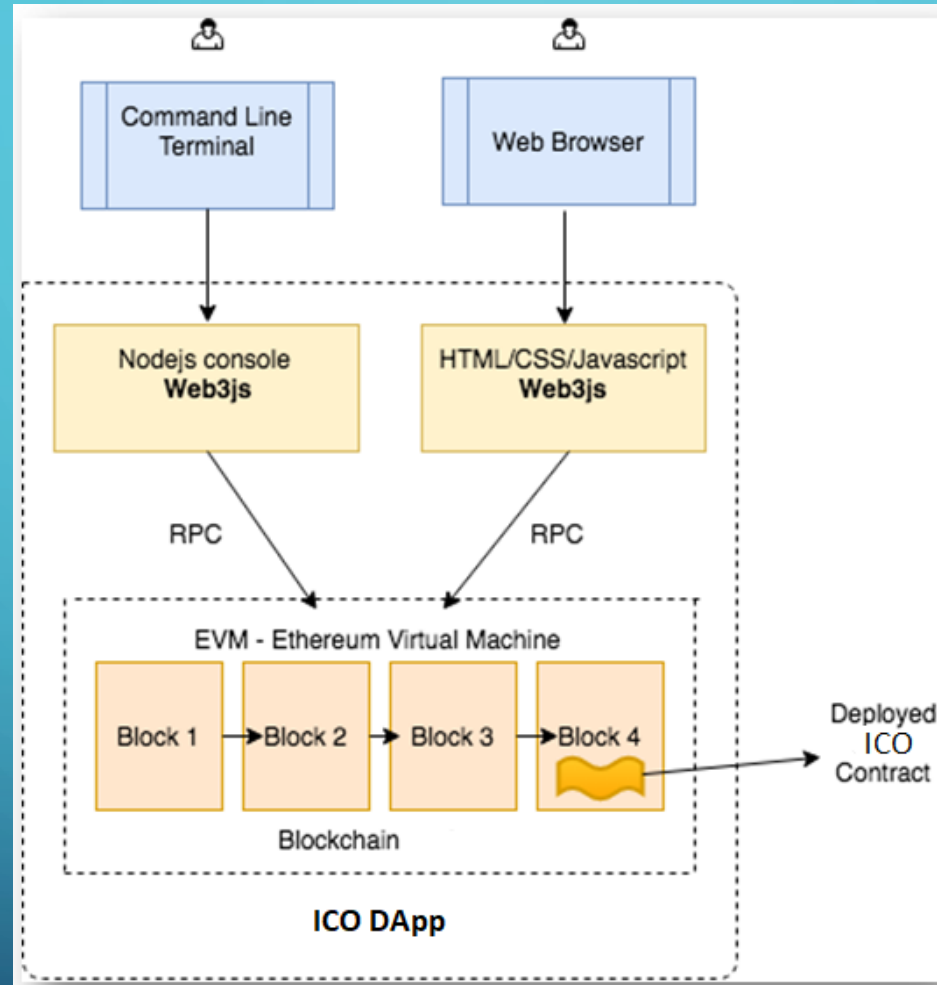 Command Line
Terminal
Web Browser
Nodejs console
Web3js
HTML/CSS/Javascript
Web3js
RPC
RPC
EVM - Ethereum Virtual Machine
Block 1
Block 2
Block 3
Block 4
Deployed
ICO
Contract
Blockchain
ICO DApp